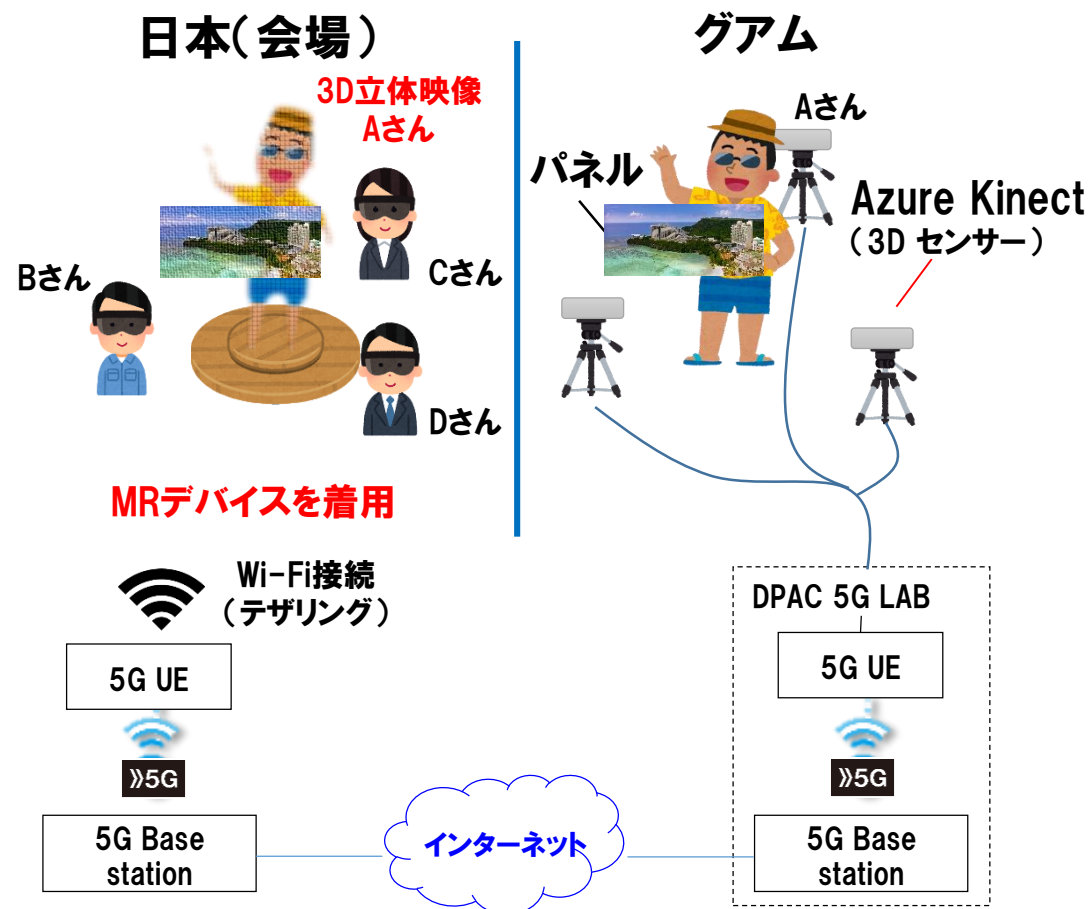 日本(会場)
3D立体映像
Aさん
Bさん
Cさん
Dさん
MRデバイスを着用
Wi-Fi接続
(テザリング)
5G UE
》5G
5G Base
station
インターネット
グアム
Aさん
パネル
Azure Kinect
(3D センサー)
DPAC 5G LAB
5G UE
》5G
5G Base
station